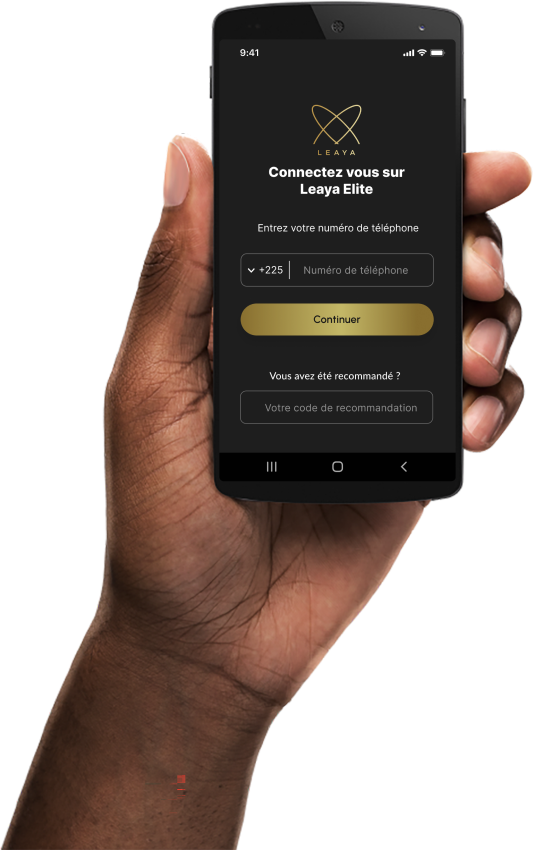 9:41
LEAYA
Connectez vous sur
Leaya Elite
Entrez votre numéro de téléphone
+225 Numéro de téléphone
Continuer
Vous avez été recommandé ?
Votre code de recommandation